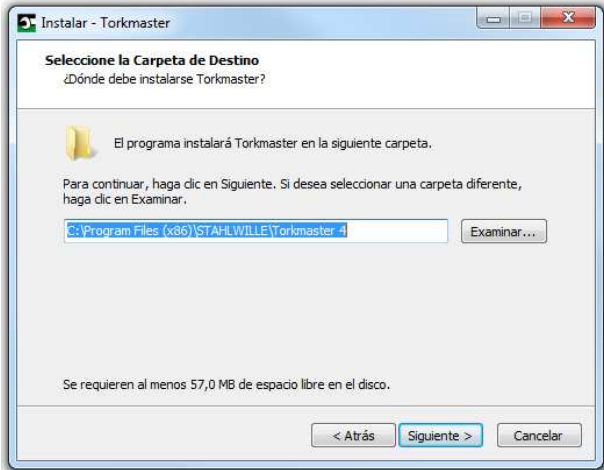 Instalar - Torkmaster
Seleccione la Carpeta de Destino
¿Dónde debe instalarse Torkmaster?
El programa instalará Torkmaster en la siguiente carpeta.
Para continuar, haga clic en Siguiente. Si desea seleccionar una carpeta diferente,
haga clic en Examinar.
C:\Program Files (x86)\STAHLWILLE\Torkmaster 4
Examinar...
Se requieren al menos 57,0 MB de espacio libre en el disco.
< Atrás
Siguiente >
Cancelar